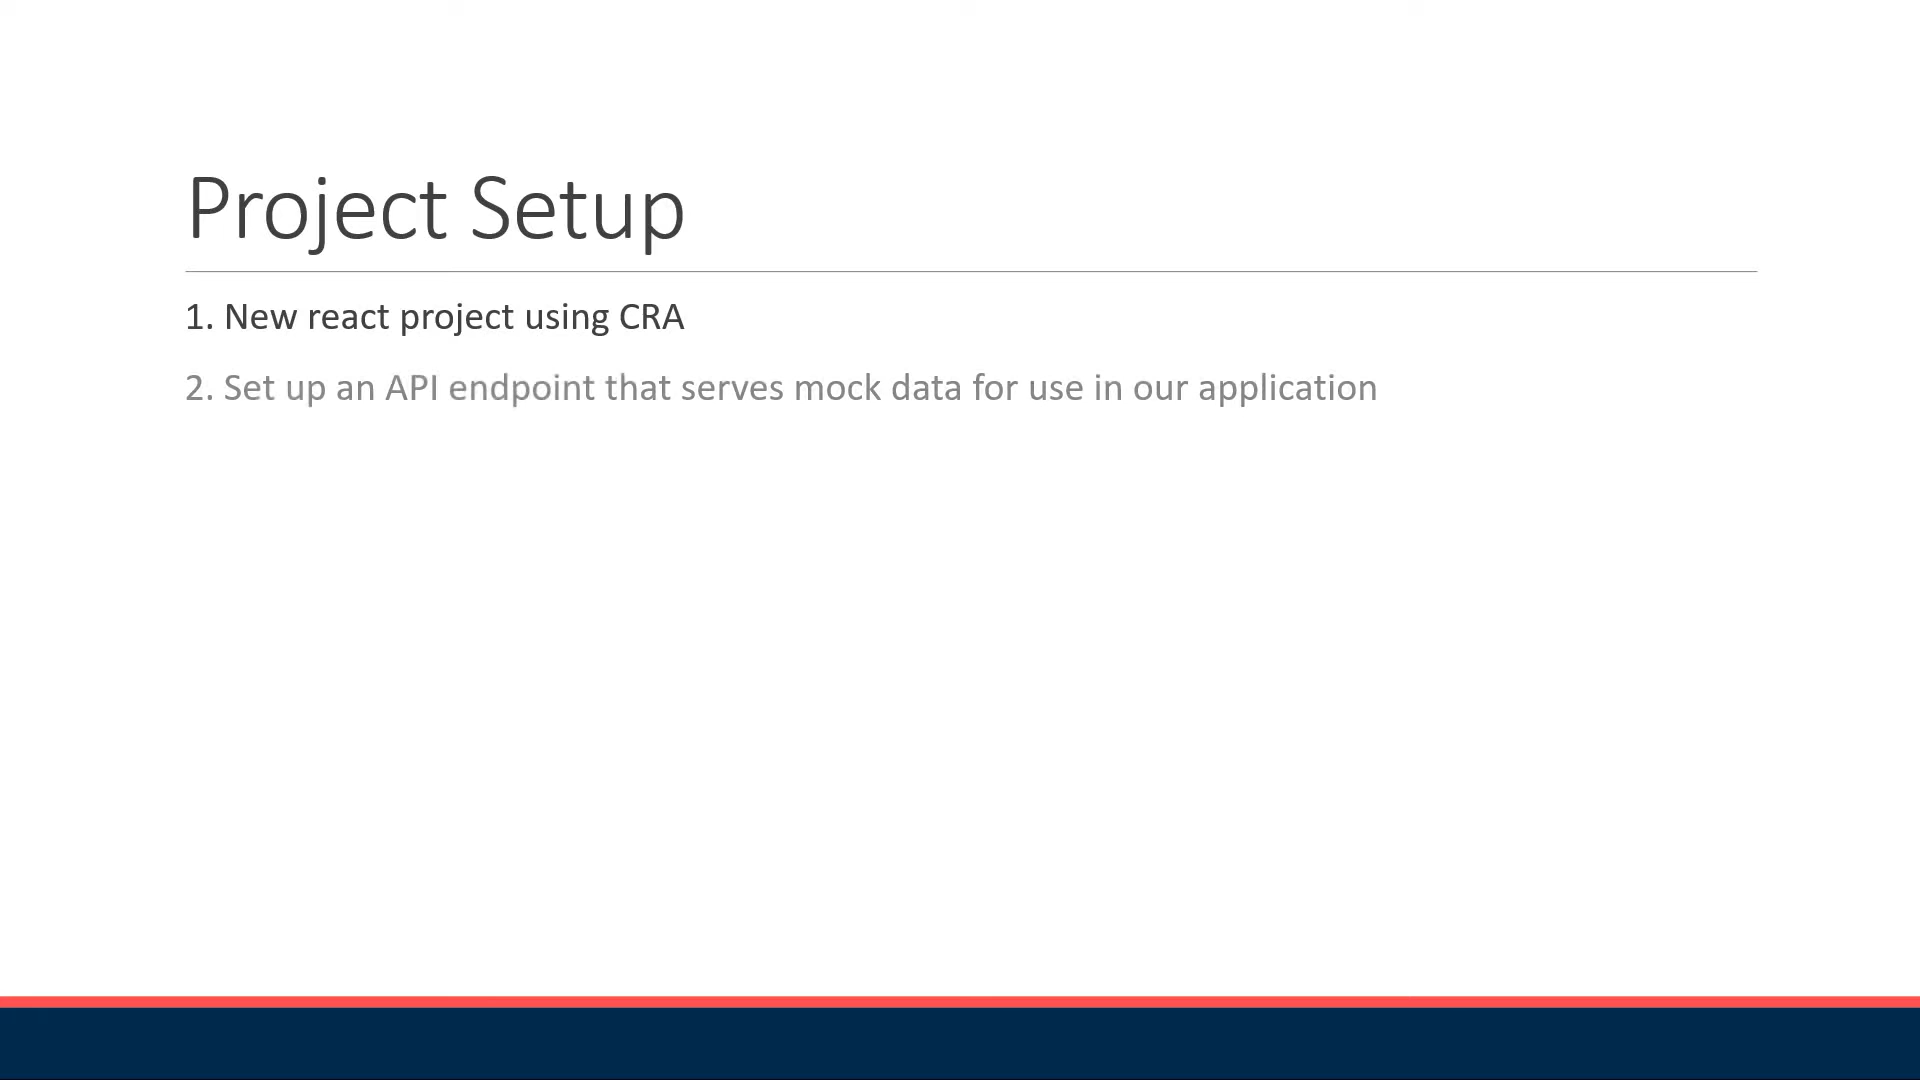 Project Setup
1. New react project using CRA
2. Set up an API endpoint that serves mock data for use in our application